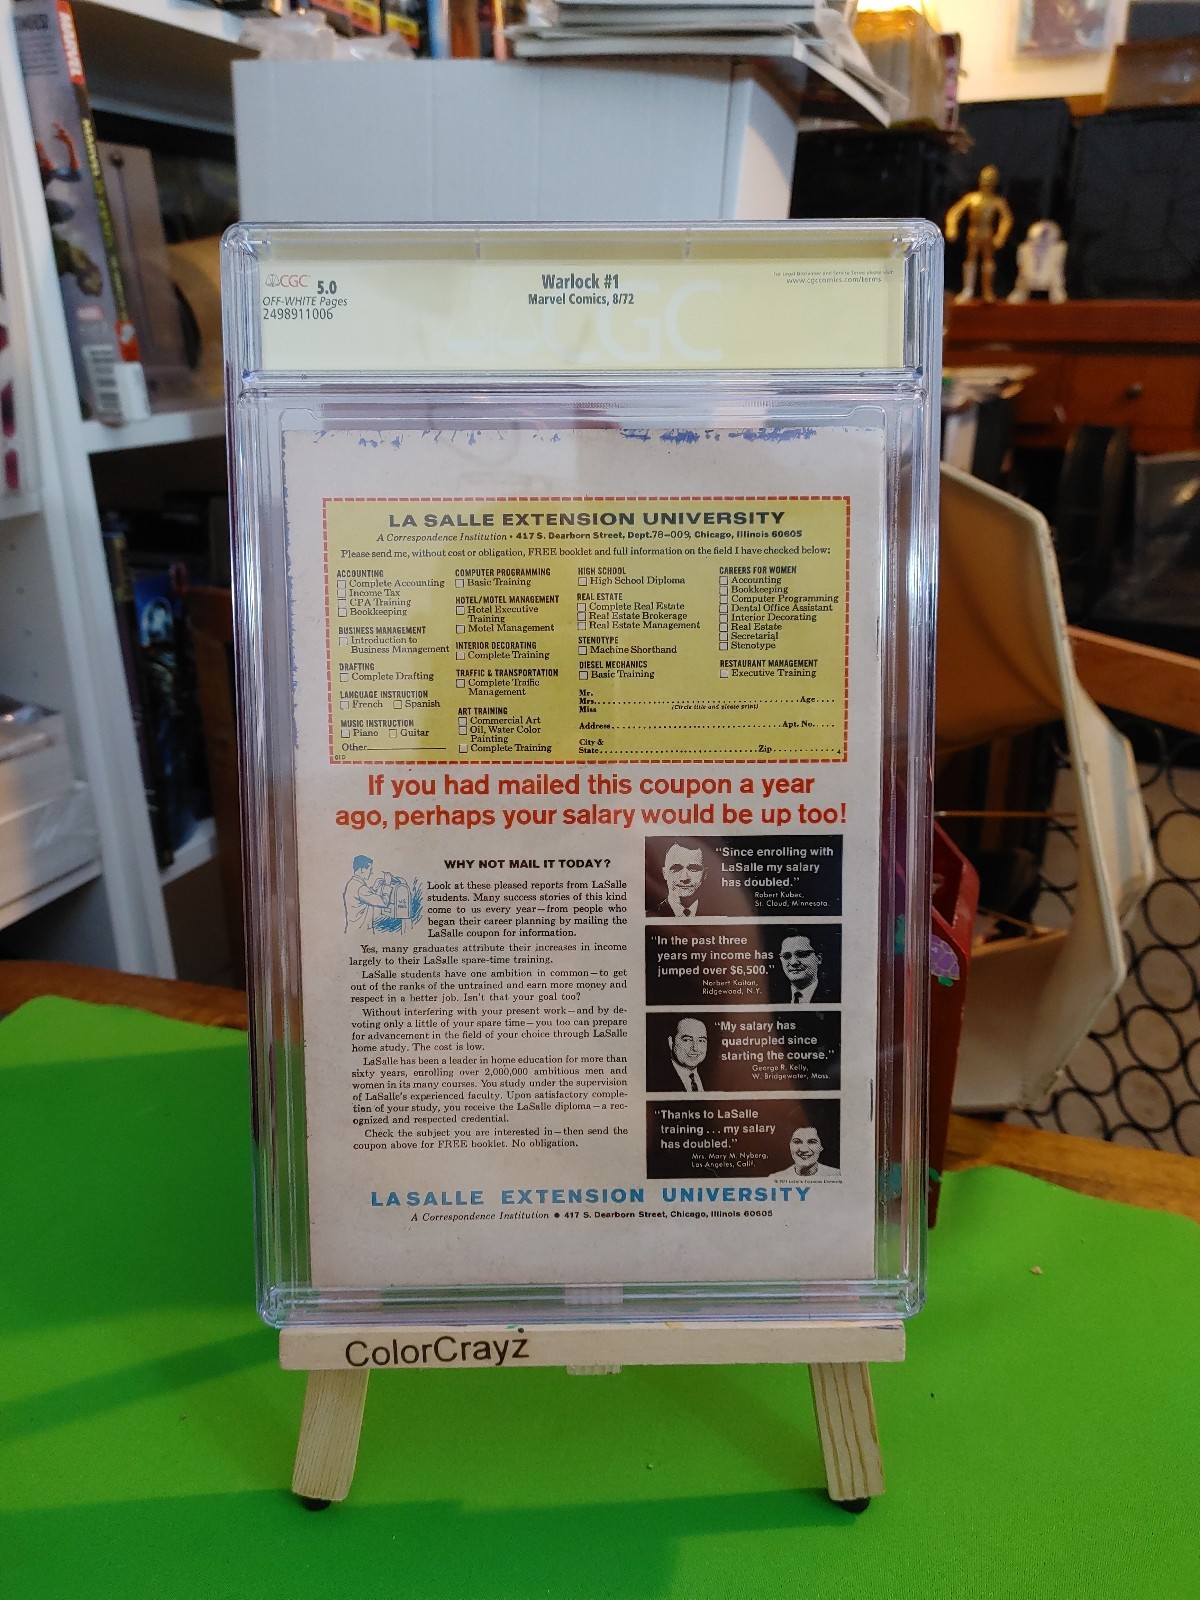 CGC 5.0
OFF-WHITE Pages
2498911006
Warlock #1
Marvel Comics, 8/72
www.cgccomics.com/terms
CGC
LA SALLE EXTENSION UNIVERSITY
A Correspondence Institution • 417 S. Dearborn Street, Dept.78-009, Chicago, Illinois 60605
Please send me, without cost or obligation, FREE booklet and full information on the field I have checked below:
ACCOUNTING
Complete Accounting
Income Tax
CPA Training
Bookkeeping
BUSINESS MANAGEMENT
Introduction to
Business Management
DRAFTING
Complete Drafting
LANGUAGE INSTRUCTION
French Spanish
MUSIC INSTRUCTION
Piano Guitar
Other
COMPUTER PROGRAMMING
Basic Training
HOTEL/MOTEL MANAGEMENT
Hotel Executive
Training
Motel Management
INTERIOR DECORATING
Complete Training
TRAFFIC & TRANSPORTATION
Complete Traffic
Management
ART TRAINING
Commercial Art
Oil, Water Color
Painting
Complete Training
HIGH SCHOOL
High School Diploma
REAL ESTATE
Complete Real Estate
Real Estate Brokerage
Real Estate Management
STENOTYPE
Machine Shorthand
DIESEL MECHANICS
Basic Training
CAREERS FOR WOMEN
Accounting
Bookkeeping
Computer Programming
Dental Office Assistant
Interior Decorating
Real Estate
Secretarial
Stenotype
RESTAURANT MANAGEMENT
Executive Training
Mr.
Mrs. Age
Miss (Circle title and please print)
Address Apt. No.
City &
State Zip
If you had mailed this coupon a year
ago, perhaps your salary would be up too!
WHY NOT MAIL IT TODAY?
Look at these pleased reports from LaSalle
students. Many success stories of this kind
come to us every year—from people who
began their career planning by mailing the
LaSalle coupon for information.
Yes, many graduates attribute their increases in income
largely to their LaSalle spare-time training.
LaSalle students have one ambition in common—to get
out of the ranks of the untrained and earn more money and
respect in a better job. Isn't that your goal too?
Without interfering with your present work—and by de-
voting only a little of your spare time—you too can prepare
for advancement in the field of your choice through LaSalle
home study. The cost is low.
LaSalle has been a leader in home education for more than
sixty years, enrolling over 2,000,000 ambitious men and
women in its many courses. You study under the supervision
of LaSalle's experienced faculty. Upon satisfactory comple-
tion of your study, you receive the LaSalle diploma—a rec-
ognized and respected credential.
Check the subject you are interested in—then send the
coupon above for FREE booklet. No obligation.
"Since enrolling with
LaSalle my salary
has doubled."
Robert Kubec,
St. Cloud, Minnesota
"In the past three
years my income has
jumped over $6,500."
Norbert Kaitan,
Ridgewood, N.Y.
"My salary has
quadrupled since
starting the course."
George R. Kelly,
W. Bridgewater, Mass.
"Thanks to LaSalle
training...my salary
has doubled."
Mrs. Mary M. Nyberg,
Los Angeles, Calif.
LA SALLE EXTENSION UNIVERSITY
A Correspondence Institution • 417 S. Dearborn Street, Chicago, Illinois 60605
ColorCrayz